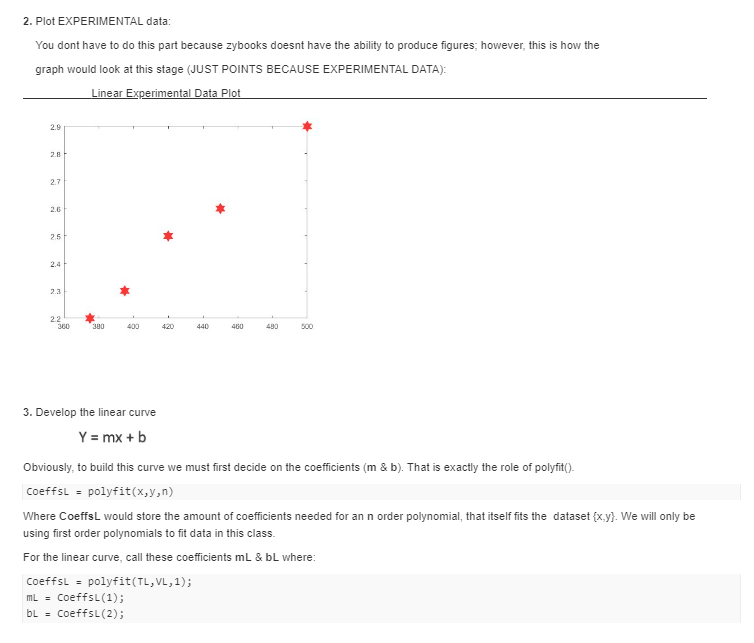 2. Plot EXPERIMENTAL data:
You dont have to do this part because zybooks doesnt have the ability to produce figures; however, this is how the
graph would look at this stage (JUST POINTS BECAUSE EXPERIMENTAL DATA):
Linear Experimental Data Plot
2.9
2.8
2.7
2.6
2.5
2.4
2.3
2.2
360 380 400 420 440 460 480 500
3. Develop the linear curve
Y = mx + b
Obviously, to build this curve we must first decide on the coefficients (m & b). That is exactly the role of polyfit().
CoeffsL = polyfit(x,y,n)
Where CoeffsL would store the amount of coefficients needed for an n order polynomial, that itself fits the dataset {x,y}. We will only be
using first order polynomials to fit data in this class.
For the linear curve, call these coefficients mL & bL where:
CoeffsL = polyfit(TL,VL,1);
mL = CoeffsL(1);
bL = CoeffsL(2);